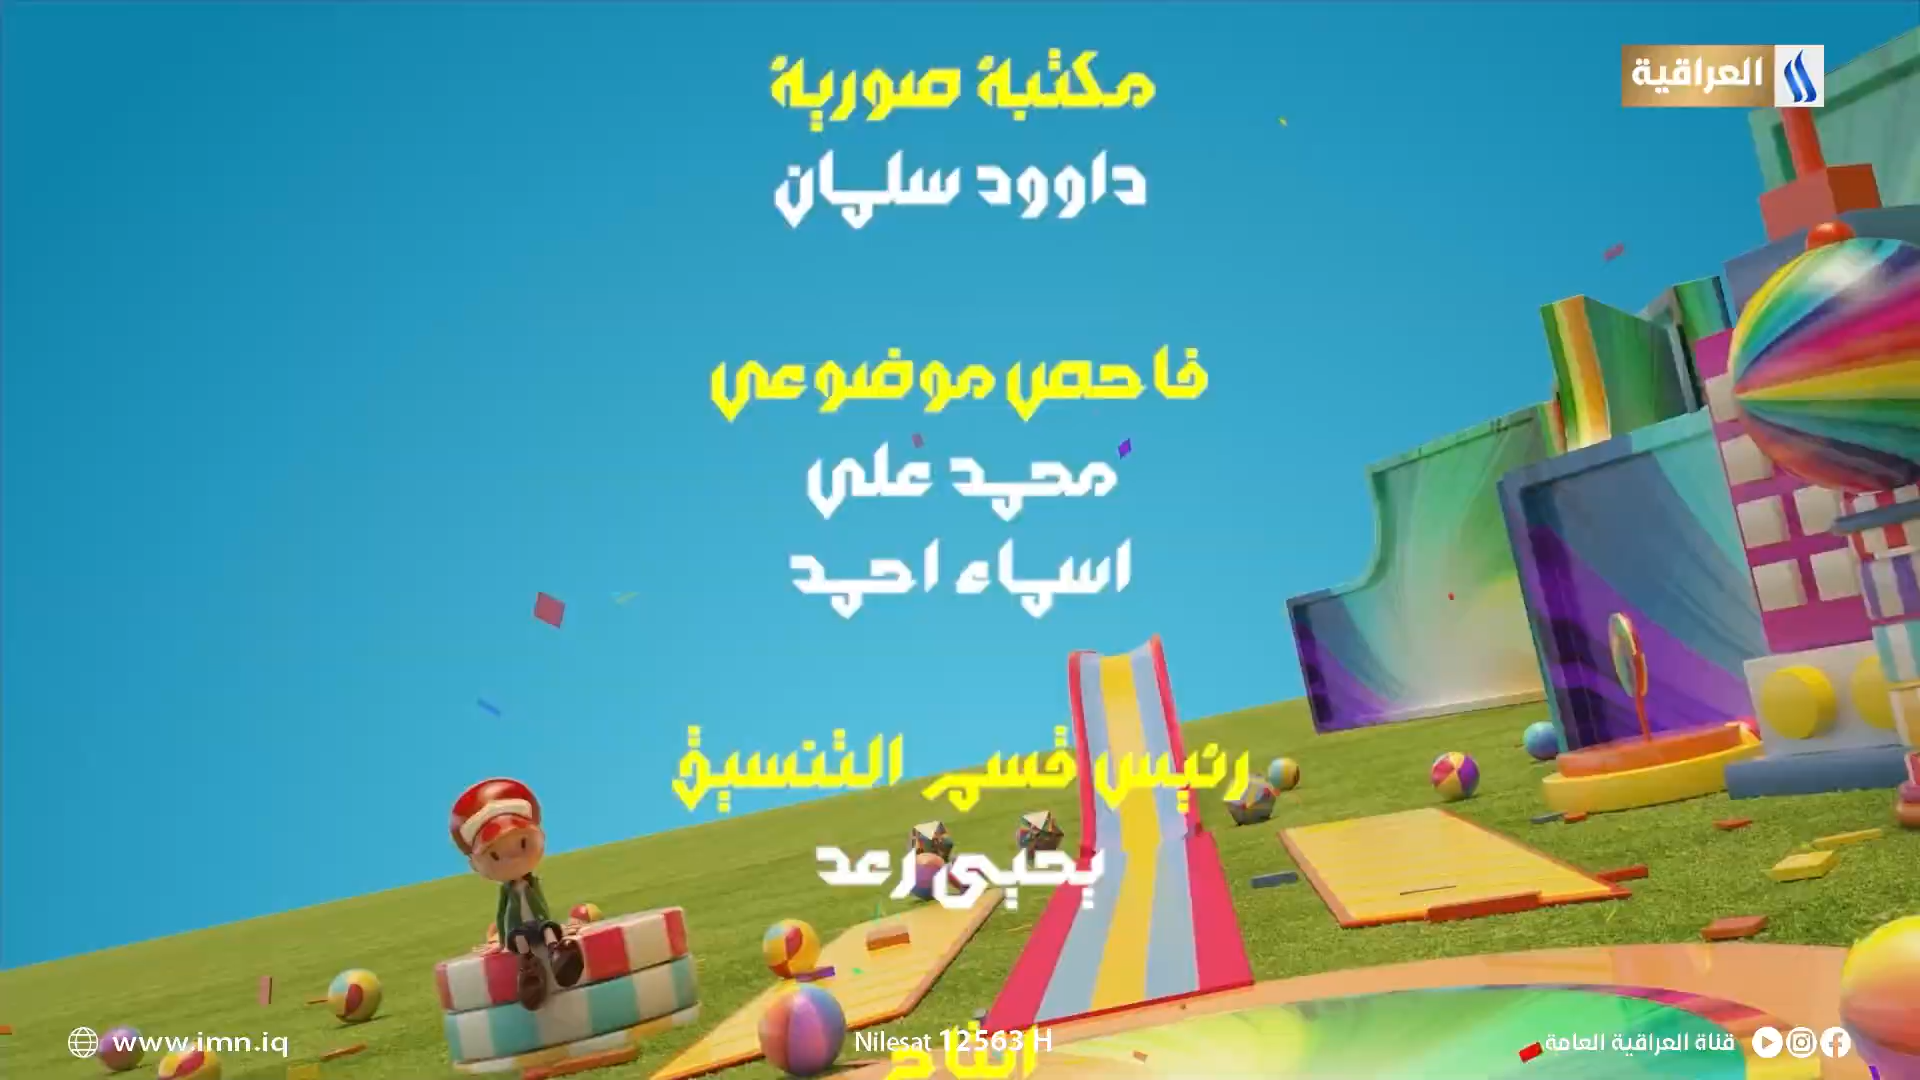 العراقية
مكتبة صورية
داوود سلمان
فاحص موضوعي
محمد علي
اسماء احمد
رئيس قسم التنسيق
يحيى رعد
انتاج
www.imn.iq
Nilesat 12563 H
قناة العراقية العامة